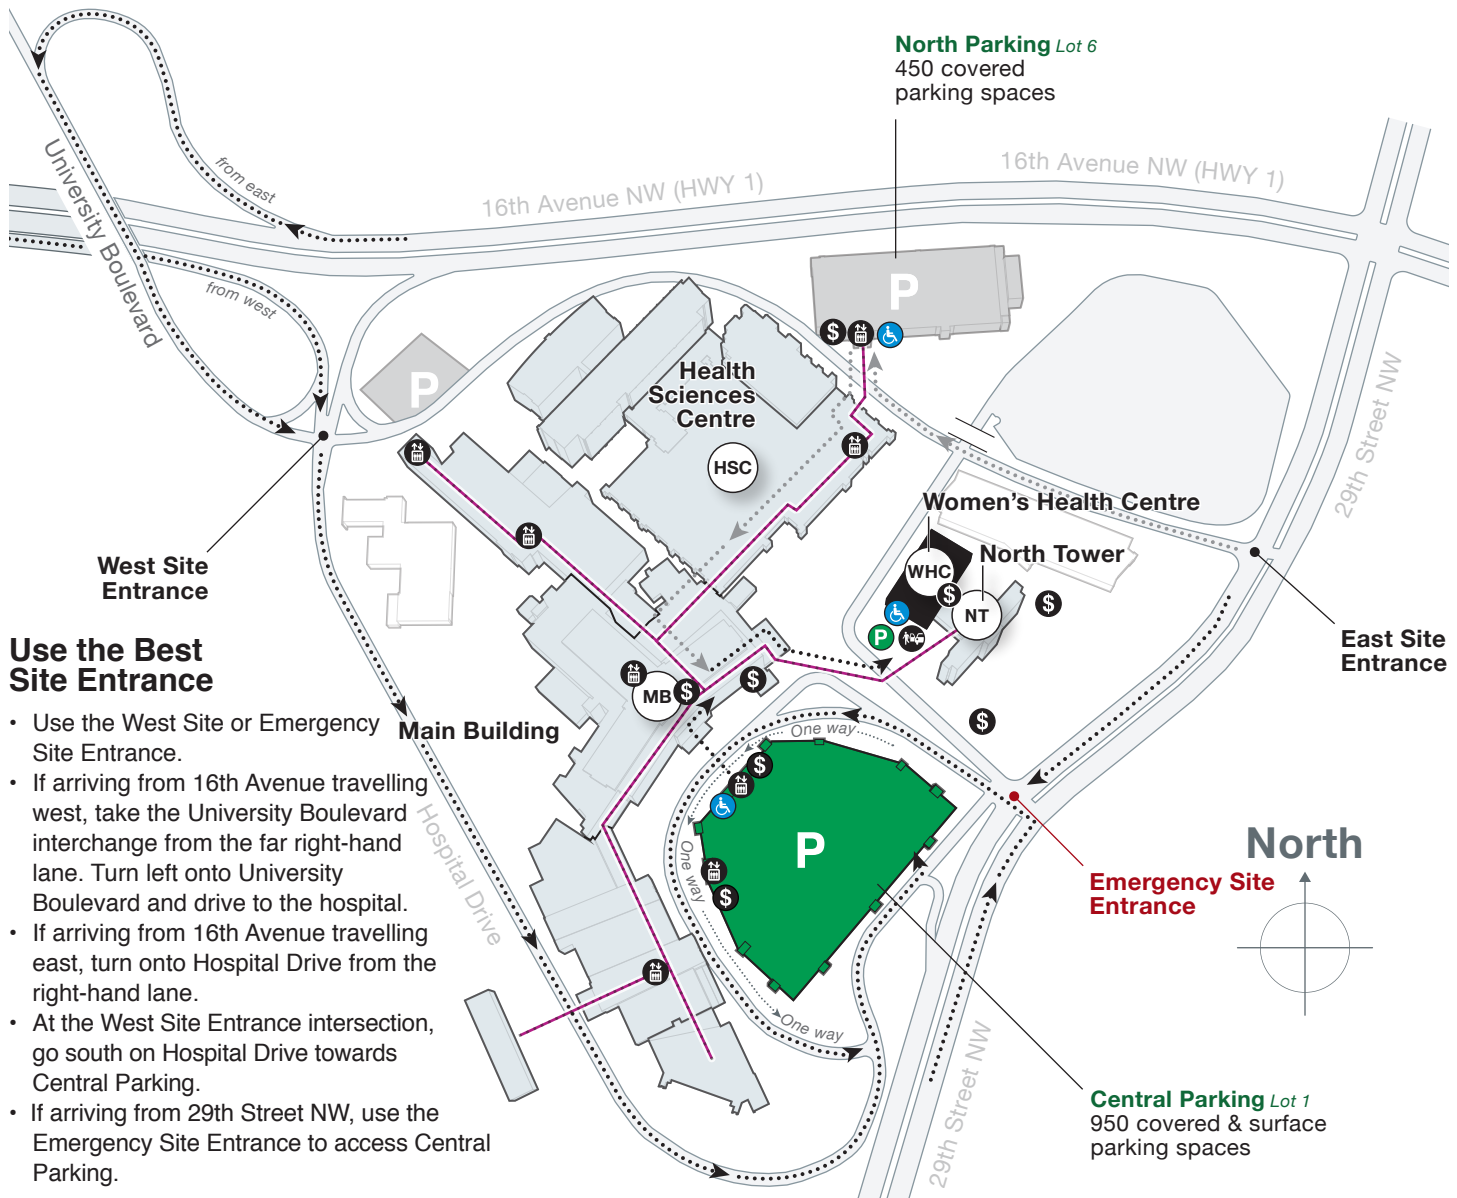 North Parking Lot 6
450 covered
parking spaces
16th Avenue NW (HWY 1)
16th Avenue NW (HWY 1)
University Boulevard
from east
from west
P
P
Health
Sciences
Centre
HSC
29th Street NW
Women's Health Centre
North Tower
WHC
NT
$
$
$
P
West Site
Entrance
East Site
Entrance
MB
$
$
$
Main Building
Use the Best
Site Entrance
• Use the West Site or Emergency
Site Entrance.
• If arriving from 16th Avenue travelling
west, take the University Boulevard
interchange from the far right-hand
lane. Turn left onto University
Boulevard and drive to the hospital.
• If arriving from 16th Avenue travelling
east, turn onto Hospital Drive from the
right-hand lane.
• At the West Site Entrance intersection,
go south on Hospital Drive towards
Central Parking.
• If arriving from 29th Street NW, use the
Emergency Site Entrance to access Central
Parking.
Hospital Drive
One way
$
One way
P
$
One way
North
Emergency Site
Entrance
29th Street NW
Central Parking Lot 1
950 covered & surface
parking spaces